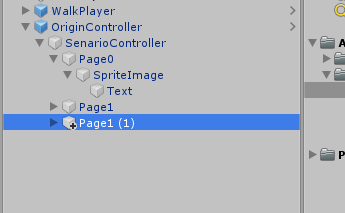 WalkPlayer
OriginController
SenarioController
Page0
SpriteImage
Text
Page1
Page1 (1)